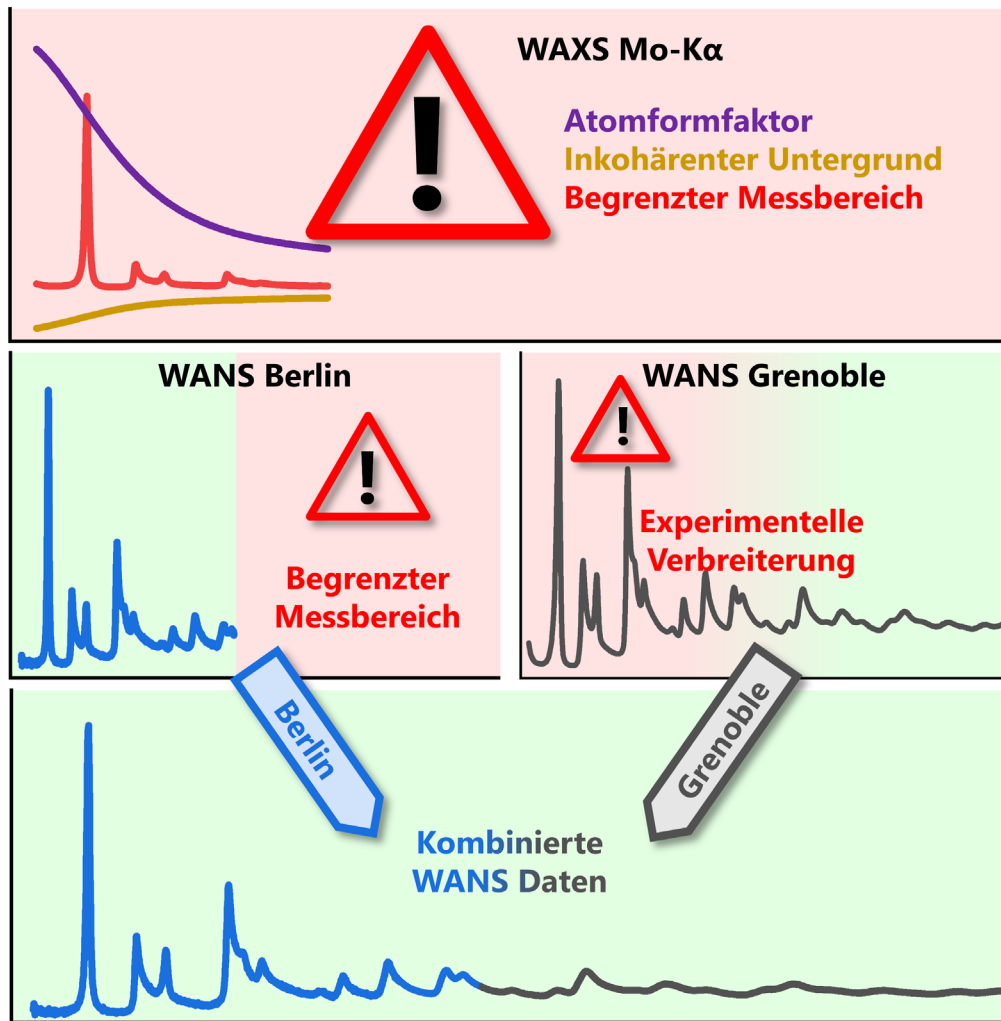 WAXS Mo-Kα
Atomformfaktor
Inkohärenter Untergrund
Begrenzter Messbereich
!
WANS Berlin
!
Begrenzter
Messbereich
WANS Grenoble
!
Experimentelle
Verbreiterung
Berlin
Grenoble
Kombinierte
WANS Daten